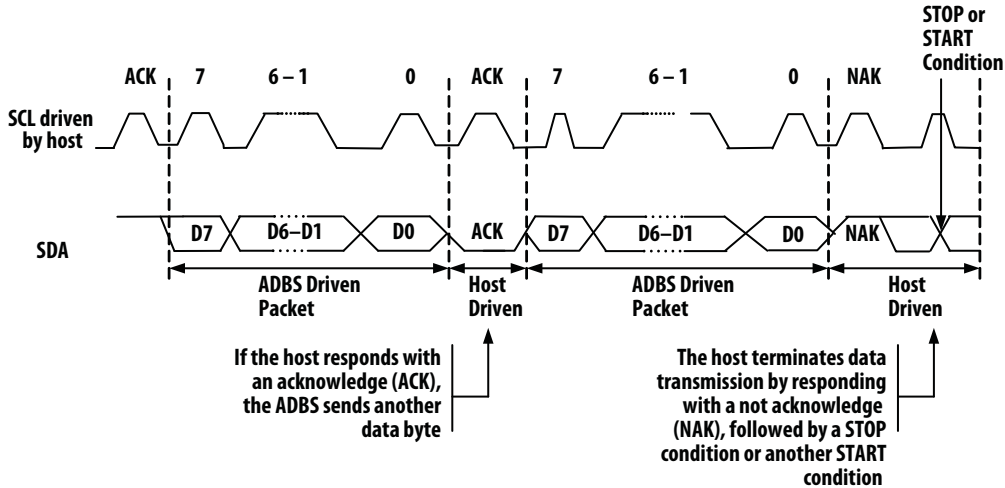 STOP or
START
Condition
ACK 7 6 – 1 0 ACK 7 6 – 1 0 NAK
SCL driven
by host
SDA
D7 D6–D1 D0 ACK D7 D6–D1 D0 NAK
ADBS Driven
Packet
Host
Driven
ADBS Driven
Packet
Host
Driven
If the host responds with
an acknowledge (ACK),
the ADBS sends another
data byte
The host terminates data
transmission by responding
with a not acknowledge
(NAK), followed by a STOP
condition or another START
condition